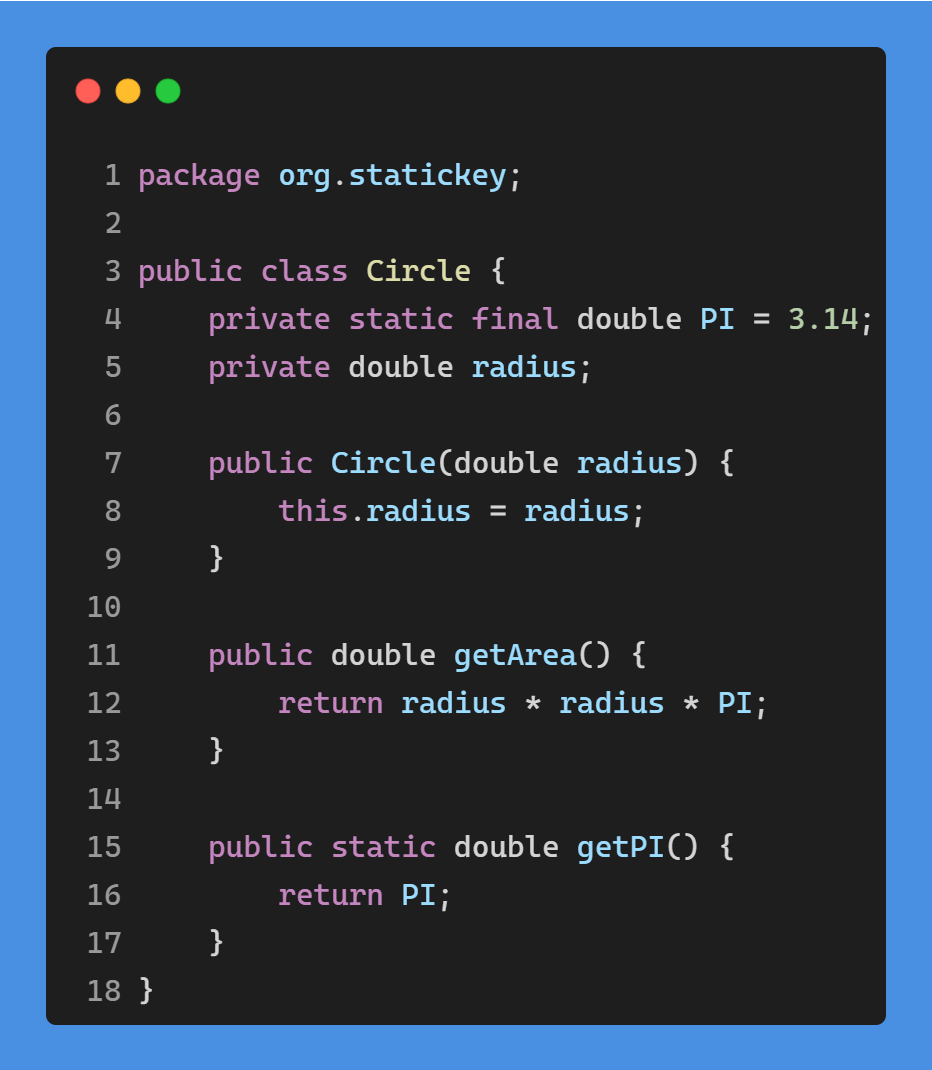 1 package org.statickey;
2
3 public class Circle {
4     private static final double PI = 3.14;
5     private double radius;
6
7     public Circle(double radius) {
8         this.radius = radius;
9     }
10
11     public double getArea() {
12         return radius * radius * PI;
13     }
14
15     public static double getPI() {
16         return PI;
17     }
18 }